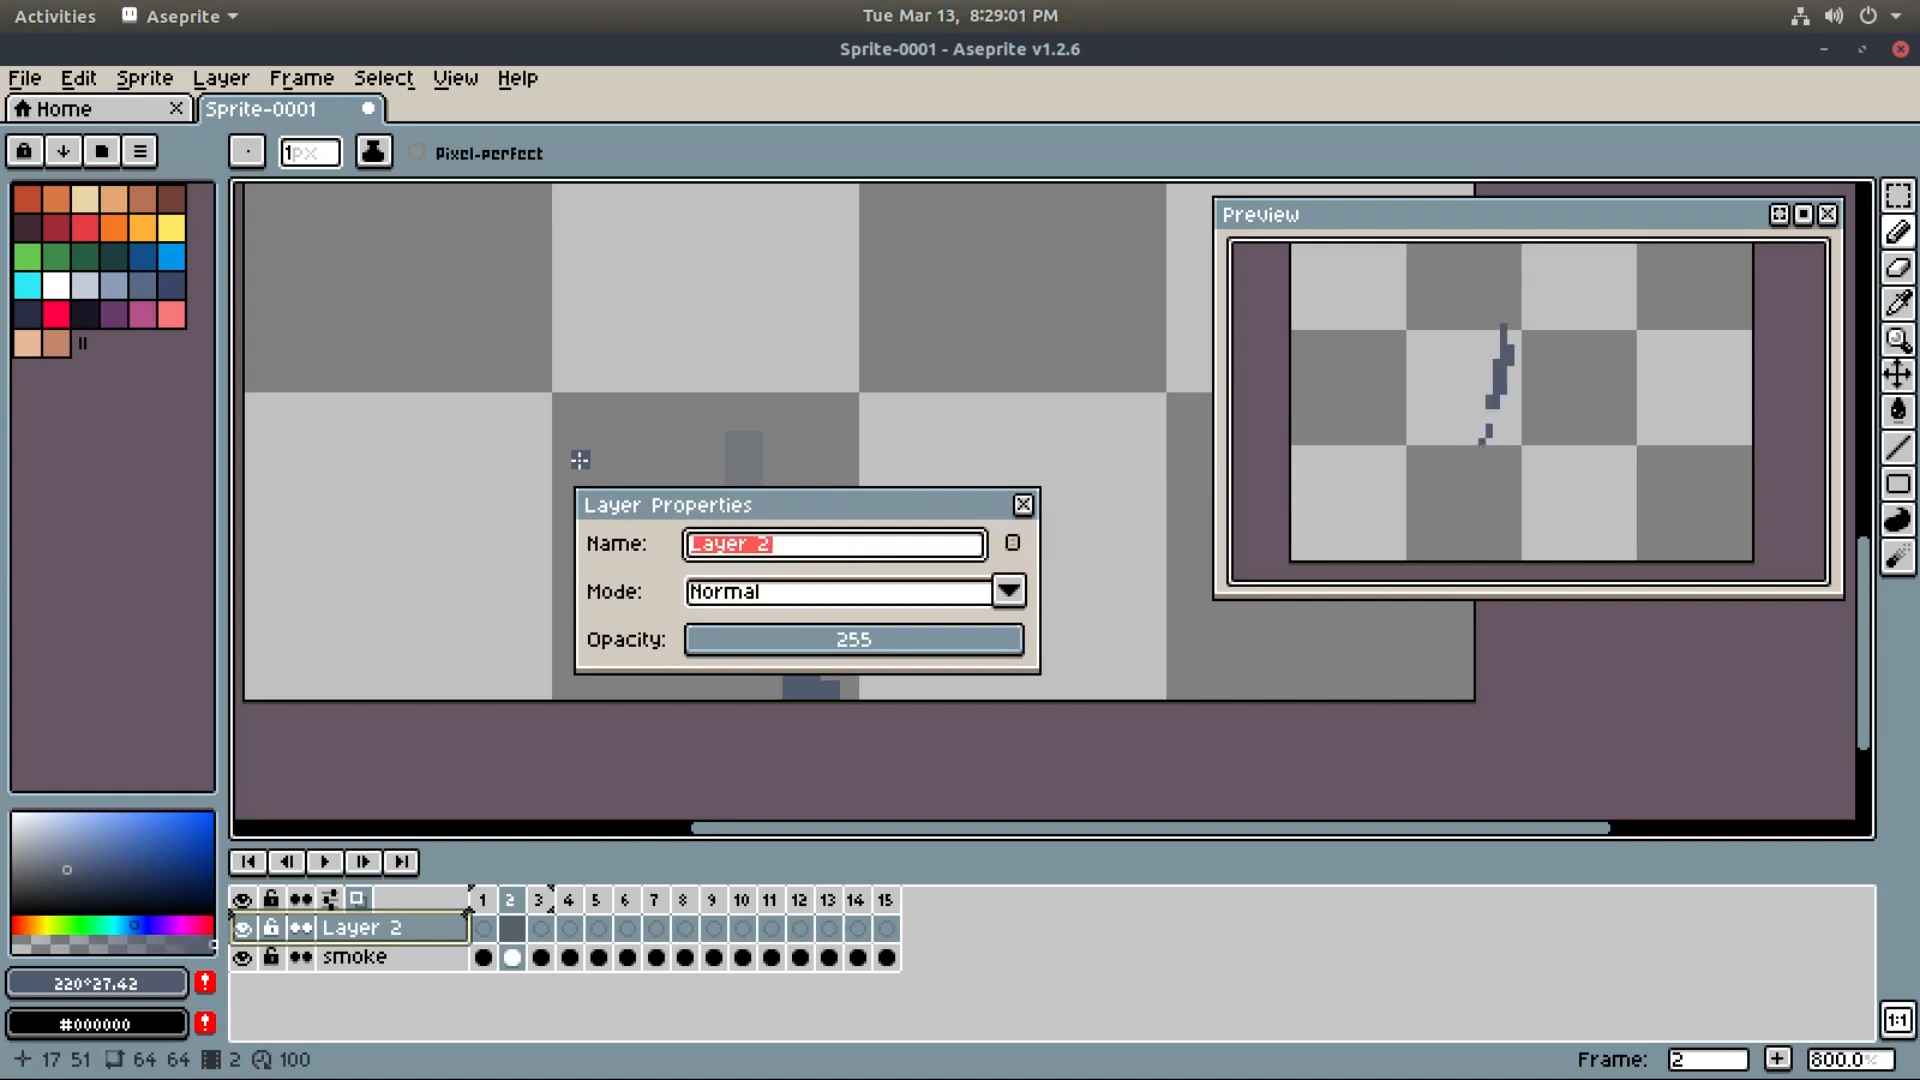 Activities Aseprite Tue Mar 13, 8:29:01 PM
Sprite-0001 - Aseprite v1.2.6
File Edit Sprite Layer Frame Select View Help
Home Sprite-0001
1px Pixel-perfect
Preview
Layer Properties
Name: Layer 2
Mode: Normal
Opacity: 255
1 2 3 4 5 6 7 8 9 10 11 12 13 14 15
Layer 2
smoke
220°27.42
#000000
1:1
17 51 64 64 2 100 Frame: 2 800.0%